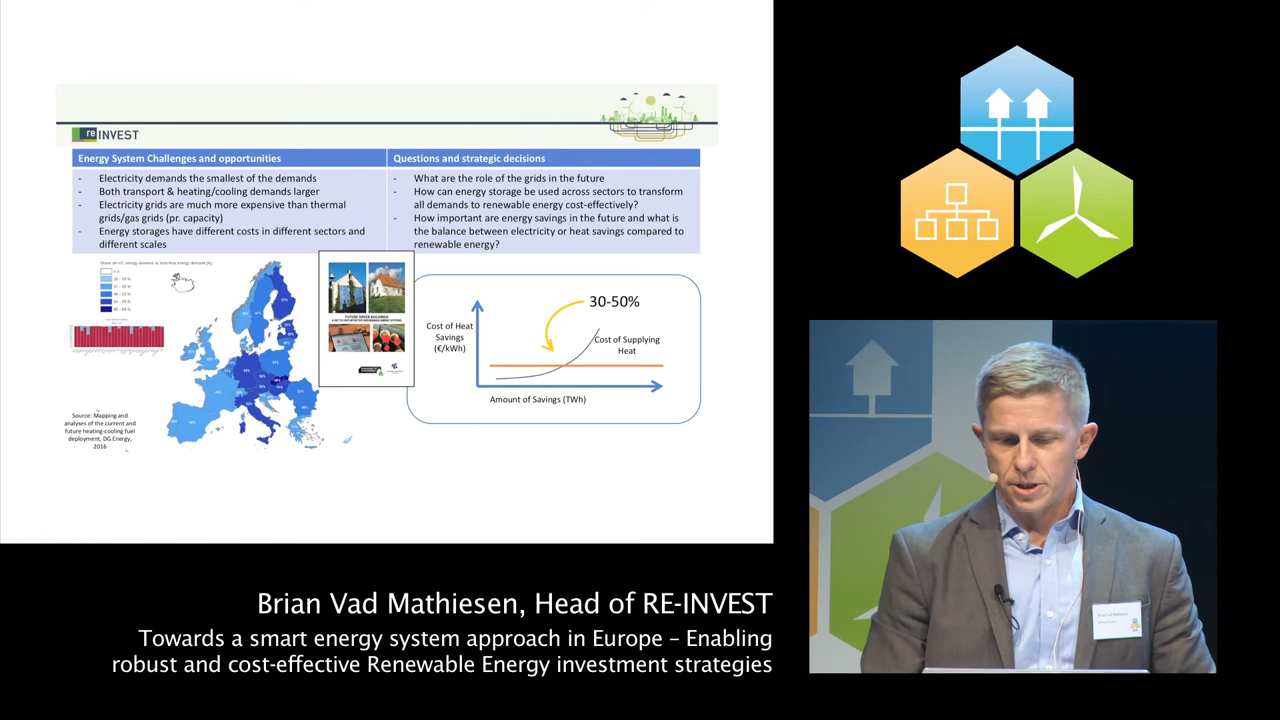 re INVEST
Energy System Challenges and opportunities
- Electricity demands the smallest of the demands
- Both transport & heating/cooling demands larger
- Electricity grids are much more expensive than thermal
grids/gas grids (pr. capacity)
- Energy storages have different costs in different sectors and
different scales
Questions and strategic decisions
- What are the role of the grids in the future
- How can energy storage be used across sectors to transform
all demands to renewable energy cost-effectively?
- How important are energy savings in the future and what is
the balance between electricity or heat savings compared to
renewable energy?
FUTURE GREEN BUILDINGS
30-50%
Cost of Heat
Savings
(€/kWh)
Cost of Supplying
Heat
Amount of Savings (TWh)
Source: Mapping and
analyses of the current and
future heating-cooling fuel
deployment, DG Energy,
2016
Brian Vad Mathiesen, Head of RE-INVEST
Towards a smart energy system approach in Europe – Enabling
robust and cost-effective Renewable Energy investment strategies
Brian Vad Mathiesen